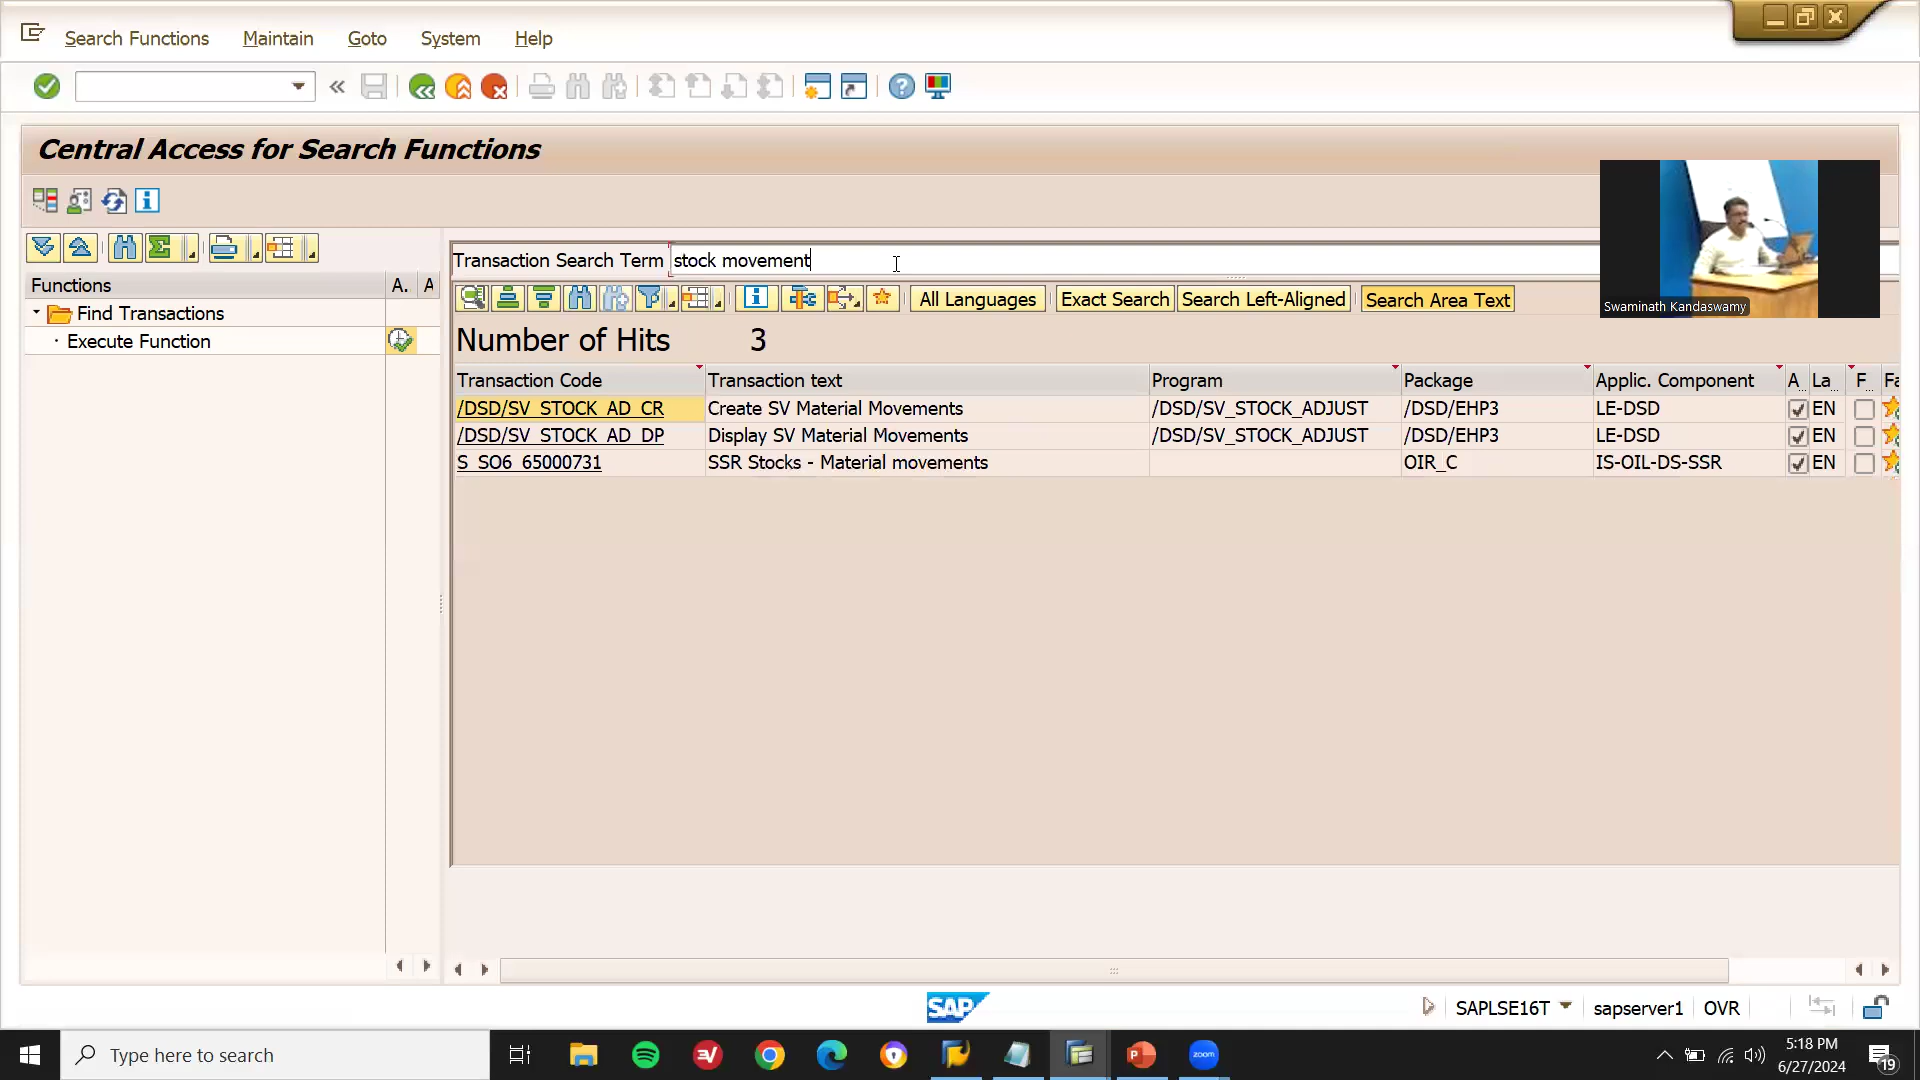 Search Functions Maintain Goto System Help
Central Access for Search Functions
Transaction Search Term stock movement
Functions A. A
Find Transactions
Execute Function
All Languages Exact Search Search Left-Aligned Search Area Text
Number of Hits 3
Transaction Code Transaction text Program Package Applic. Component A.. La.. F... Fa
/DSD/SV_STOCK_AD_CR Create SV Material Movements /DSD/SV_STOCK_ADJUST /DSD/EHP3 LE-DSD EN
/DSD/SV_STOCK_AD_DP Display SV Material Movements /DSD/SV_STOCK_ADJUST /DSD/EHP3 LE-DSD EN
S_SO6_65000731 SSR Stocks - Material movements OIR_C IS-OIL-DS-SSR EN
Swaminath Kandaswamy
SAP
SAPLSE16T sapserver1 OVR
Type here to search
zoom
5:18 PM
6/27/2024
19